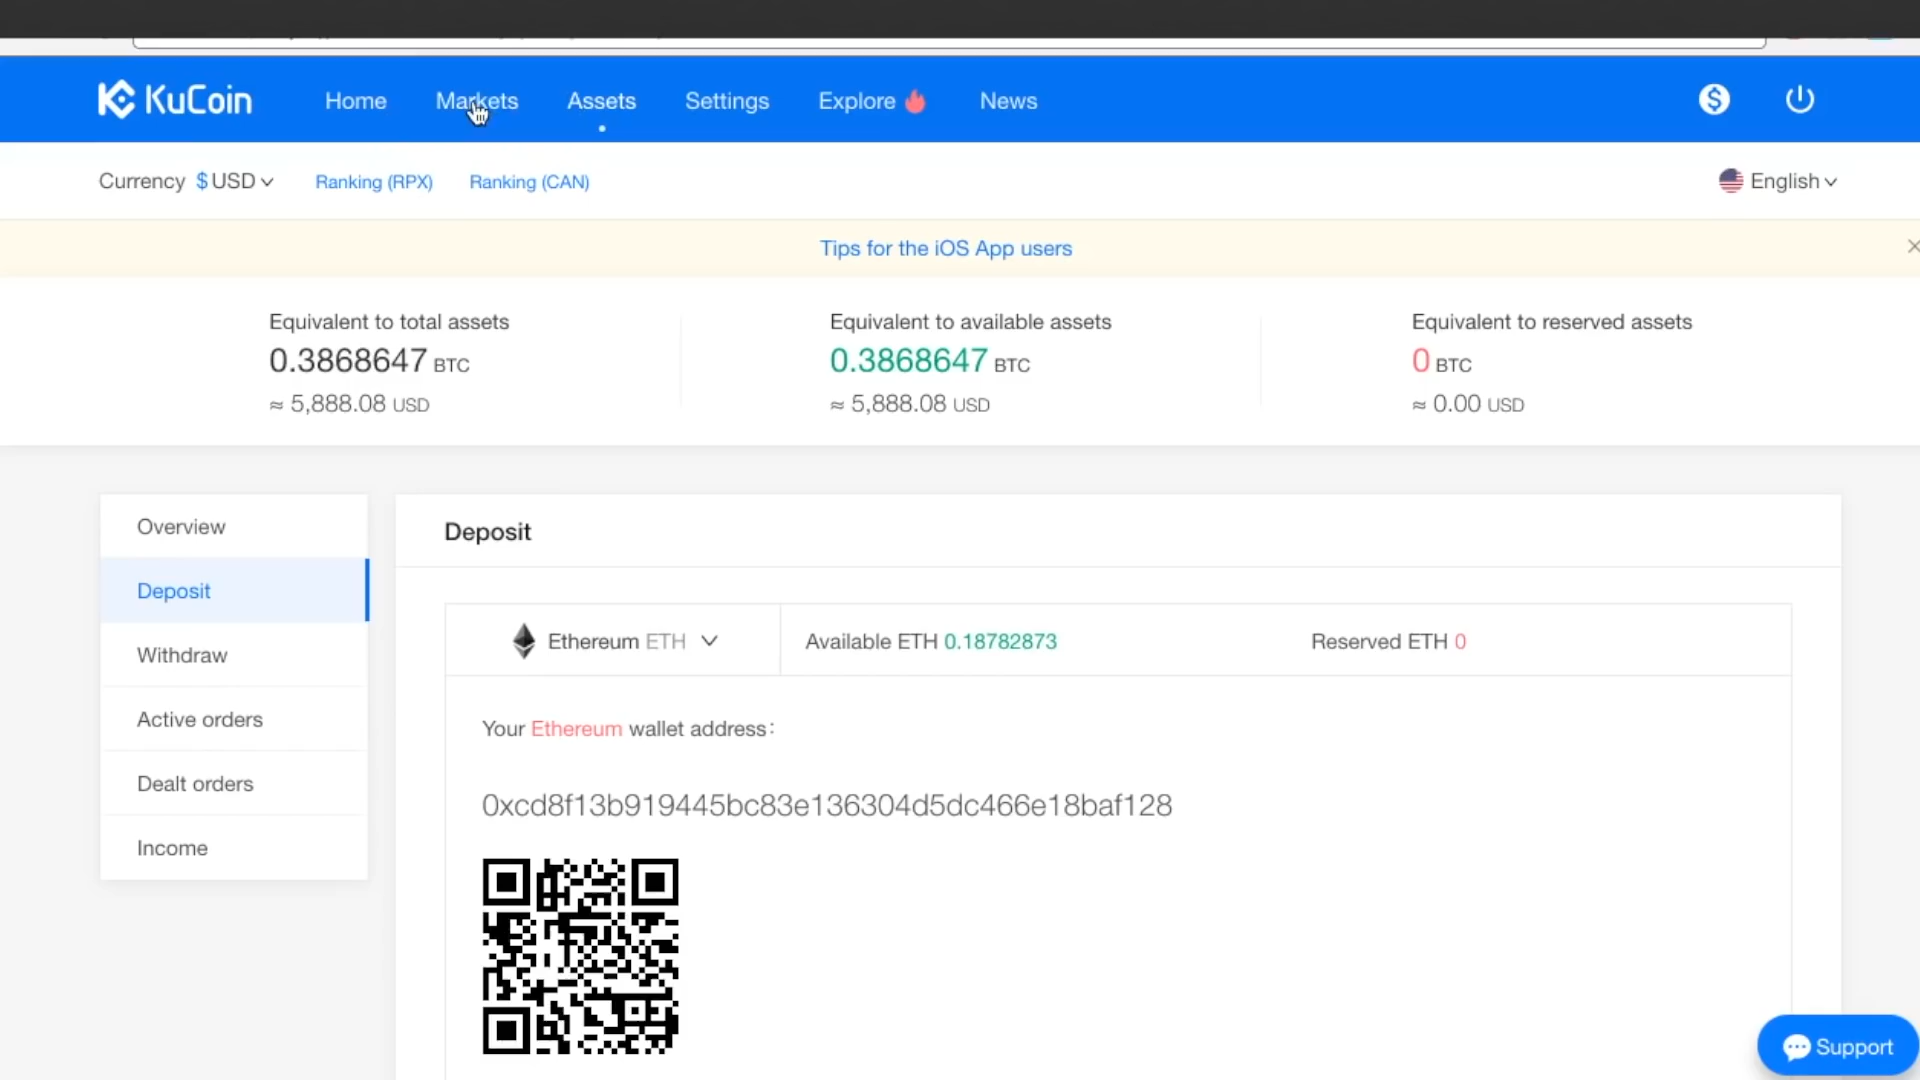 KuCoin Home Markets Assets Settings Explore News
Currency $ USD Ranking (RPX) Ranking (CAN) English
Tips for the iOS App users
Equivalent to total assets
0.3868647 BTC
≈ 5,888.08 USD
Equivalent to available assets
0.3868647 BTC
≈ 5,888.08 USD
Equivalent to reserved assets
0 BTC
≈ 0.00 USD
Overview
Deposit
Withdraw
Active orders
Dealt orders
Income
Deposit
Ethereum ETH Available ETH 0.18782873 Reserved ETH 0
Your Ethereum wallet address:
0xcd8f13b919445bc83e136304d5dc466e18baf128
Support